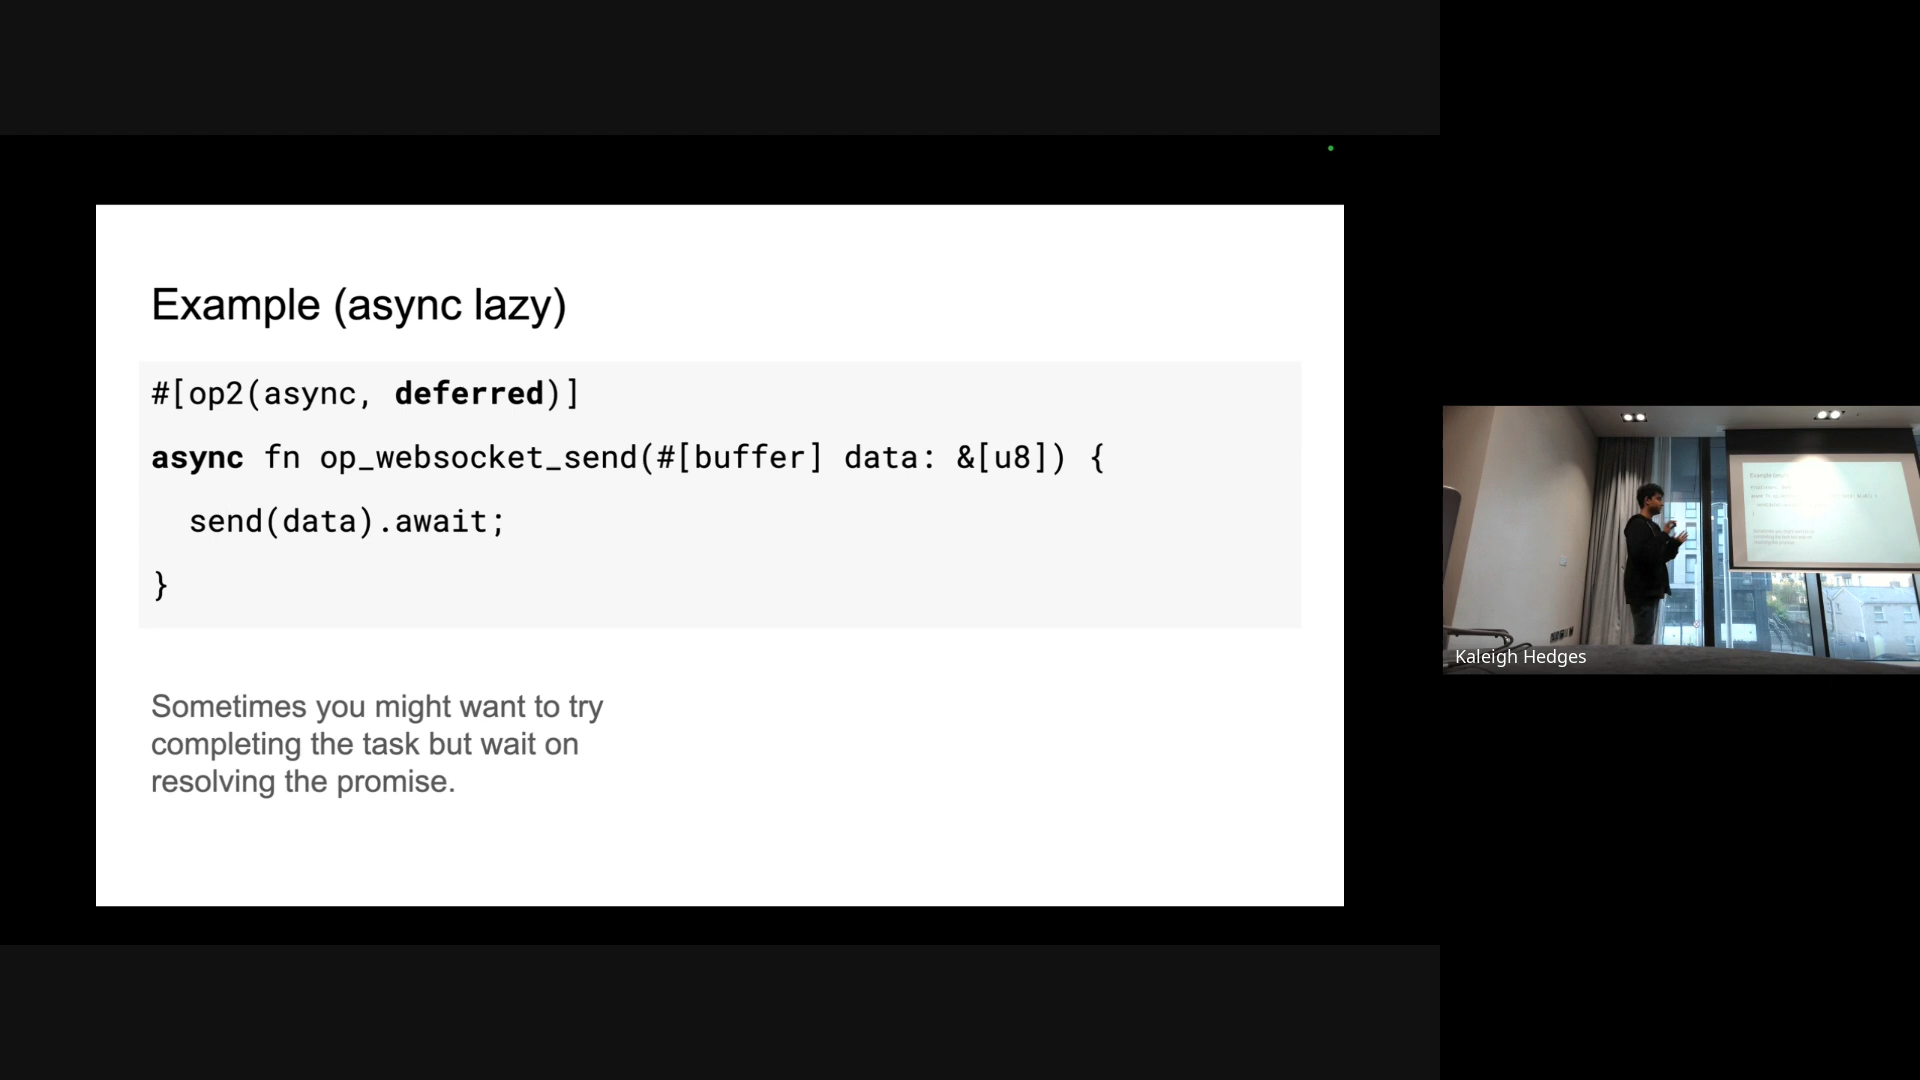 Example (async lazy)
#[op2(async, deferred)]
async fn op_websocket_send(#[buffer] data: &[u8]) {
send(data).await;
}
Sometimes you might want to try
completing the task but wait on
resolving the promise.
Kaleigh Hedges